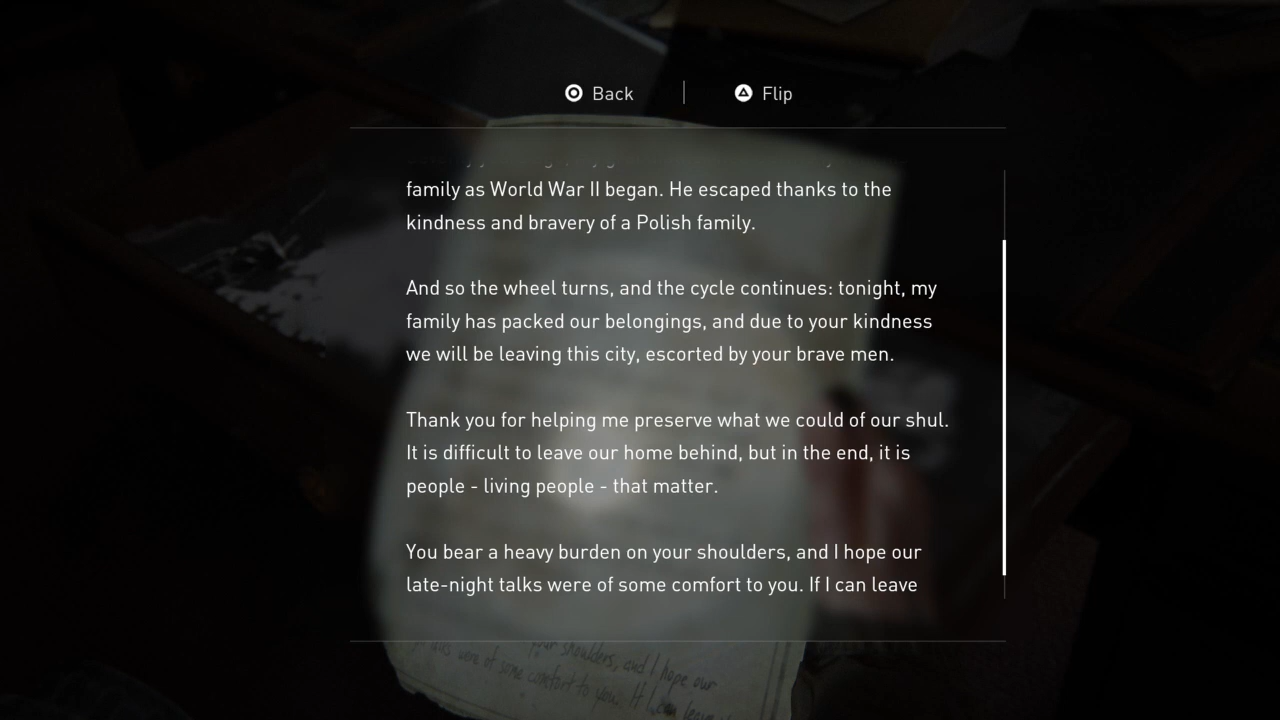 Back
Flip
family as World War II began. He escaped thanks to the
kindness and bravery of a Polish family.
And so the wheel turns, and the cycle continues: tonight, my
family has packed our belongings, and due to your kindness
we will be leaving this city, escorted by your brave men.
Thank you for helping me preserve what we could of our shul.
It is difficult to leave our home behind, but in the end, it is
people - living people - that matter.
You bear a heavy burden on your shoulders, and I hope our
late-night talks were of some comfort to you. If I can leave
your shoulders, and I hope our
were of some comfort to you. If I can leave